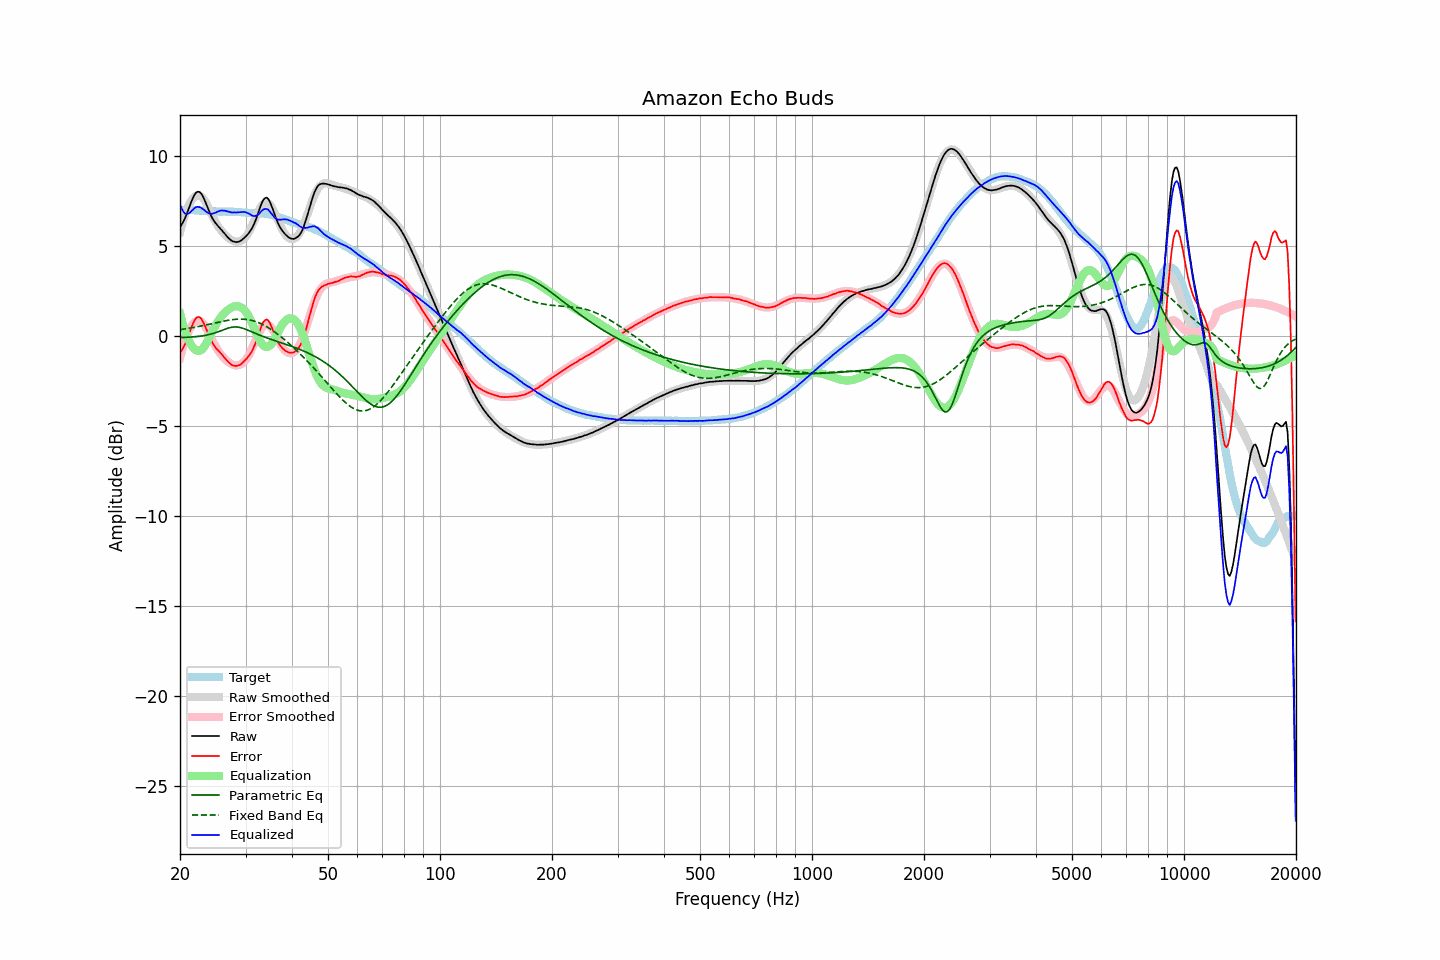 Amazon Echo Buds
Amplitude (dBr)
10
5
0
−5
−10
−15
−20
−25
Target
Raw Smoothed
Error Smoothed
Raw
Error
Equalization
Parametric Eq
Fixed Band Eq
Equalized
20 50 100 200 500 1000 2000 5000 10000 20000
Frequency (Hz)